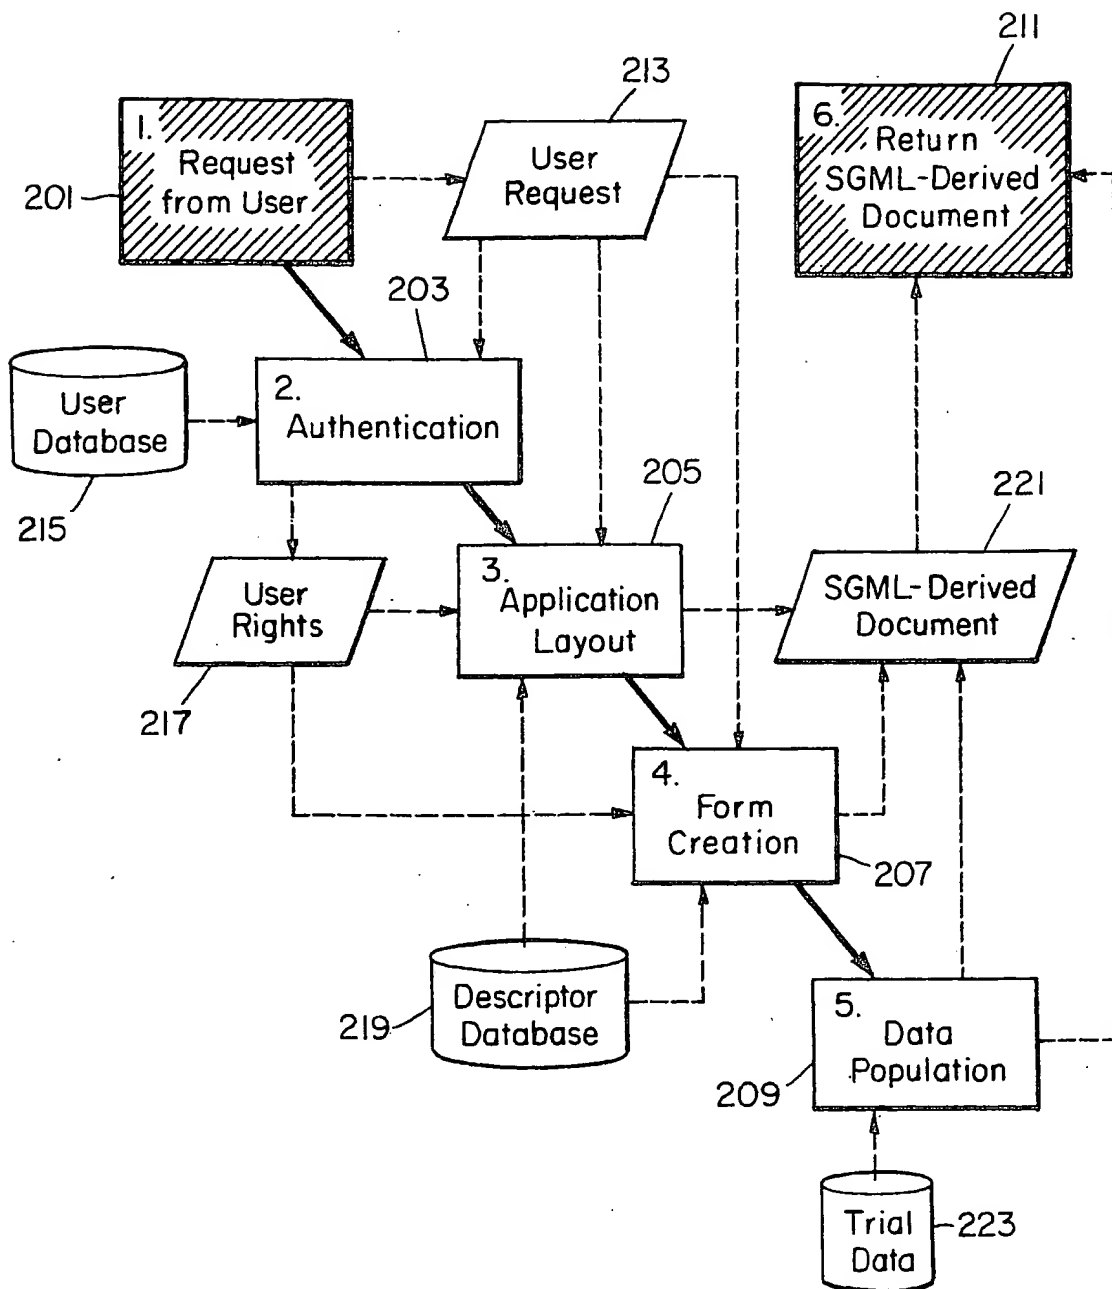 211
213
1.
Request
from User
201
User
Request
6.
Return
SGML-Derived
Document
203
2.
Authentication
User
Database
215
205
221
3.
Application
Layout
User
Rights
217
SGML-Derived
Document
4.
Form
Creation
207
Descriptor
Database
219
5.
Data
Population
209
Trial
Data
223